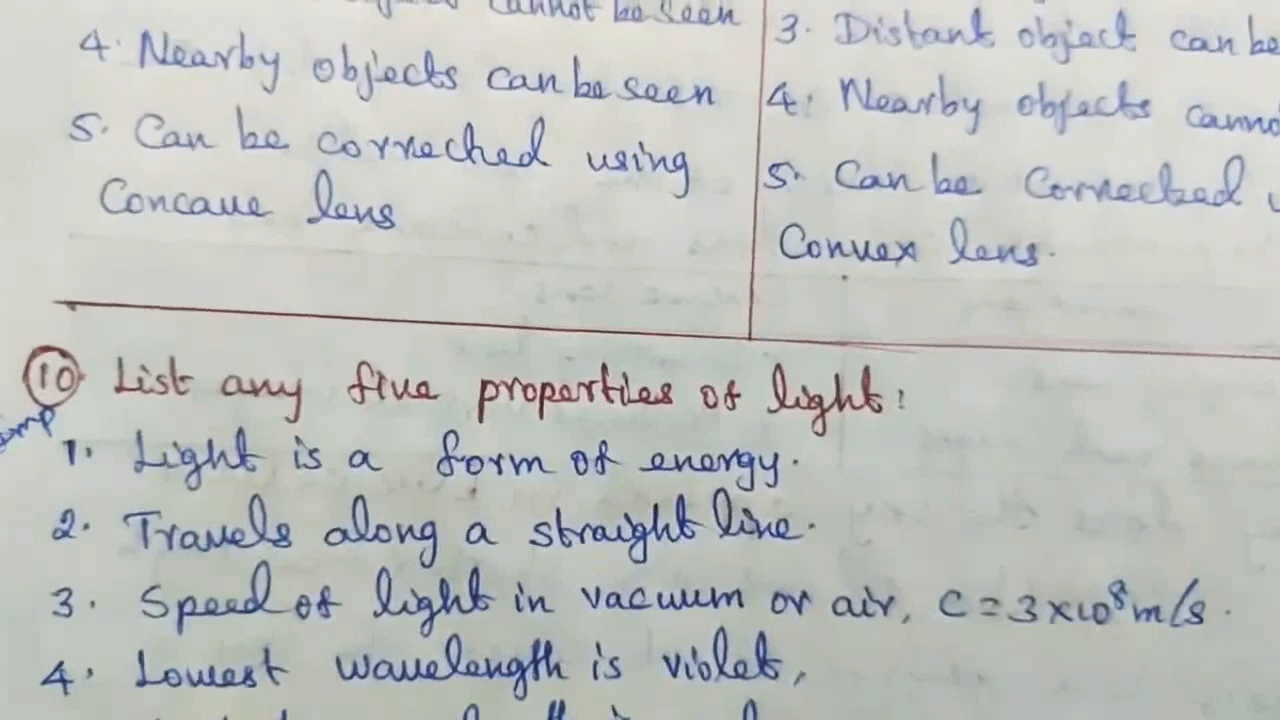 cannot be seen
4. Nearby objects can be seen
5. Can be corrected using
Concave lens
3. Distant object can be
4. Nearby objects
5. Can be Corrected
Convex lens.
10 List any five properties of light:
1. Light is a form of energy.
2. Travels along a straight line.
3. Speed of light in vacuum or air, C = 3×10⁸ m/s.
4. Lowest wavelength is violet,